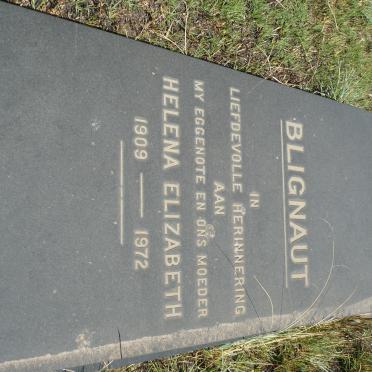 BLIGNAUT
IN
LIEFDEVOLLE HERINNERING
AAN
MY EGGENOTE EN ONS MOEDER
HELENA ELIZABETH
1909 — 1972